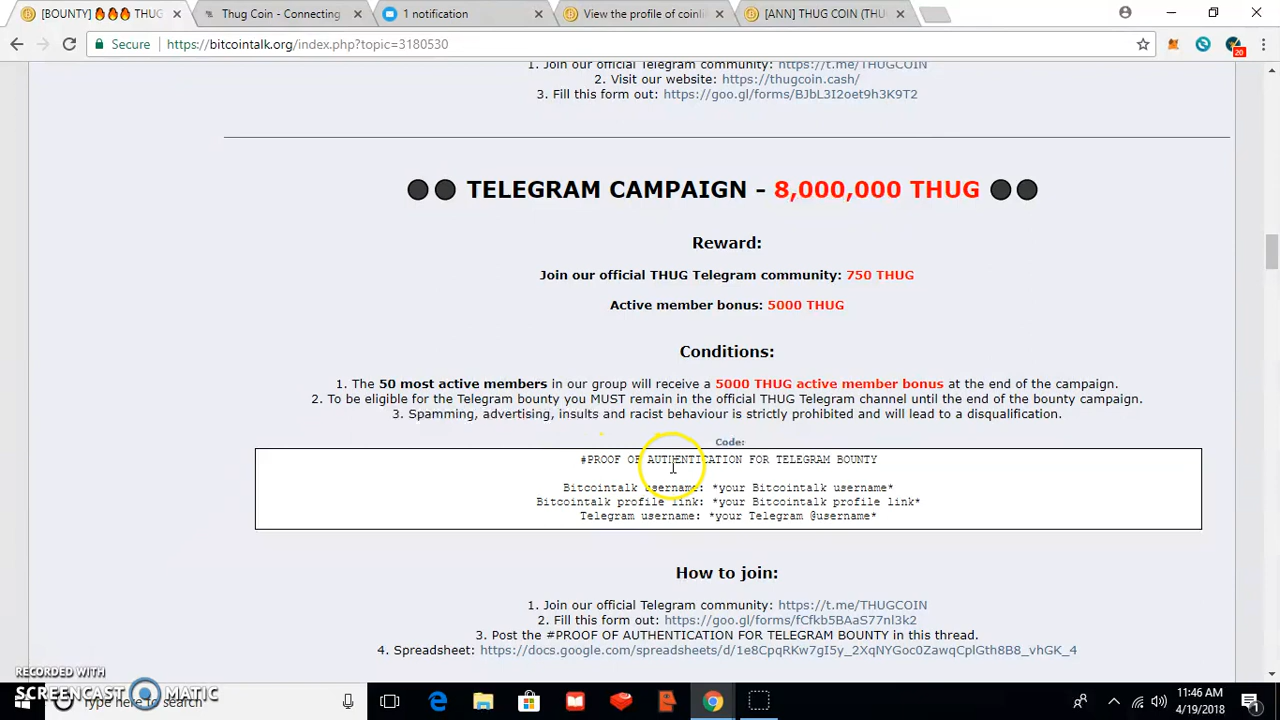 [BOUNTY] 🔥🔥🔥 THUG
Thug Coin - Connecting
1 notification
View the profile of coinli
[ANN] THUG COIN (THU
Secure
https://bitcointalk.org/index.php?topic=3180530
20
1. Join our official Telegram community: https://t.me/THUGCOIN
2. Visit our website: https://thugcoin.cash/
3. Fill this form out: https://goo.gl/forms/BJbL3I2oet9h3K9T2
⚫⚫ TELEGRAM CAMPAIGN - 8,000,000 THUG ⚫⚫
Reward:
Join our official THUG Telegram community: 750 THUG
Active member bonus: 5000 THUG
Conditions:
1. The 50 most active members in our group will receive a 5000 THUG active member bonus at the end of the campaign.
2. To be eligible for the Telegram bounty you MUST remain in the official THUG Telegram channel until the end of the bounty campaign.
3. Spamming, advertising, insults and racist behaviour is strictly prohibited and will lead to a disqualification.
Code:
#PROOF OF AUTHENTICATION FOR TELEGRAM BOUNTY
Bitcointalk username: *your Bitcointalk username*
Bitcointalk profile link: *your Bitcointalk profile link*
Telegram username: *your Telegram @username*
How to join:
1. Join our official Telegram community: https://t.me/THUGCOIN
2. Fill this form out: https://goo.gl/forms/fCfkb5BAaS77nl3k2
3. Post the #PROOF OF AUTHENTICATION FOR TELEGRAM BOUNTY in this thread.
4. Spreadsheet: https://docs.google.com/spreadsheets/d/1e8CpqRKw7gI5y_2XqNYGoc0ZawqCplGth8B8_vhGK_4
RECORDED WITH
SCREENCAST MATIC
Type here to search
11:46 AM
4/19/2018
1